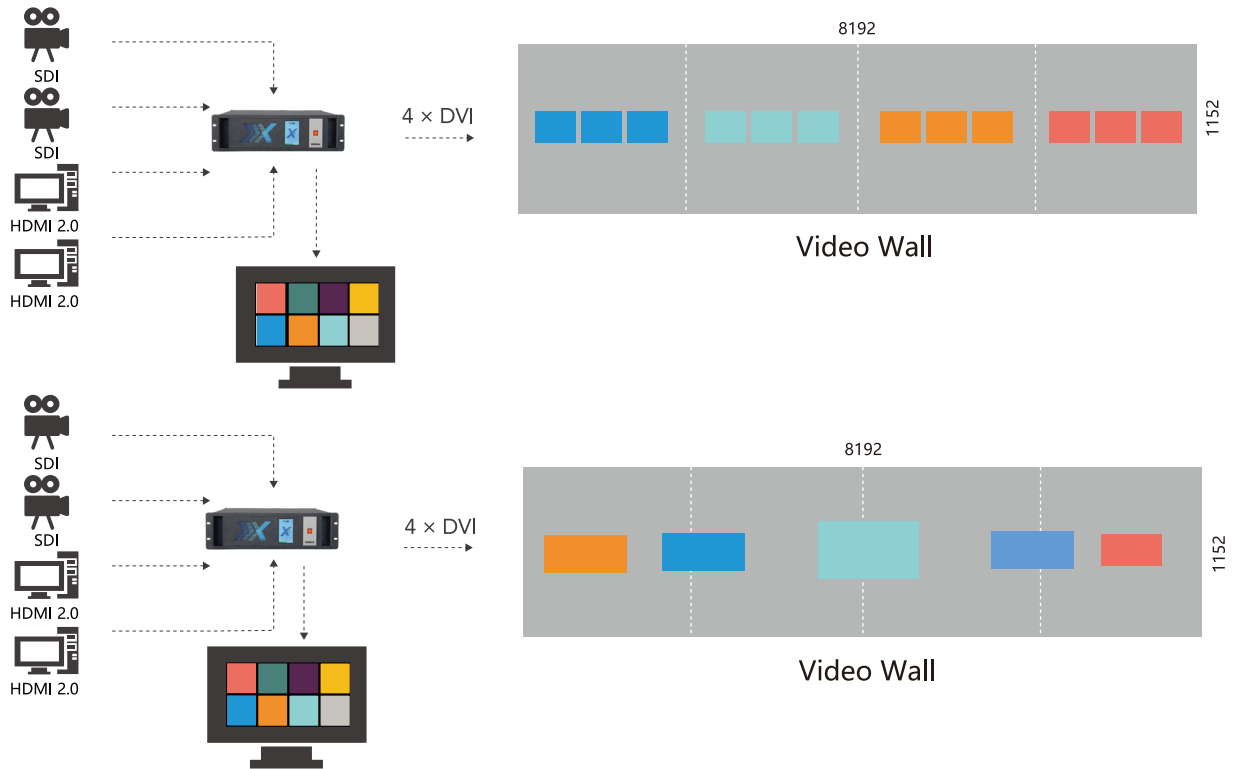 SDI
SDI
HDMI 2.0
HDMI 2.0
4 × DVI
8192
1152
Video Wall
SDI
SDI
HDMI 2.0
HDMI 2.0
4 × DVI
8192
1152
Video Wall